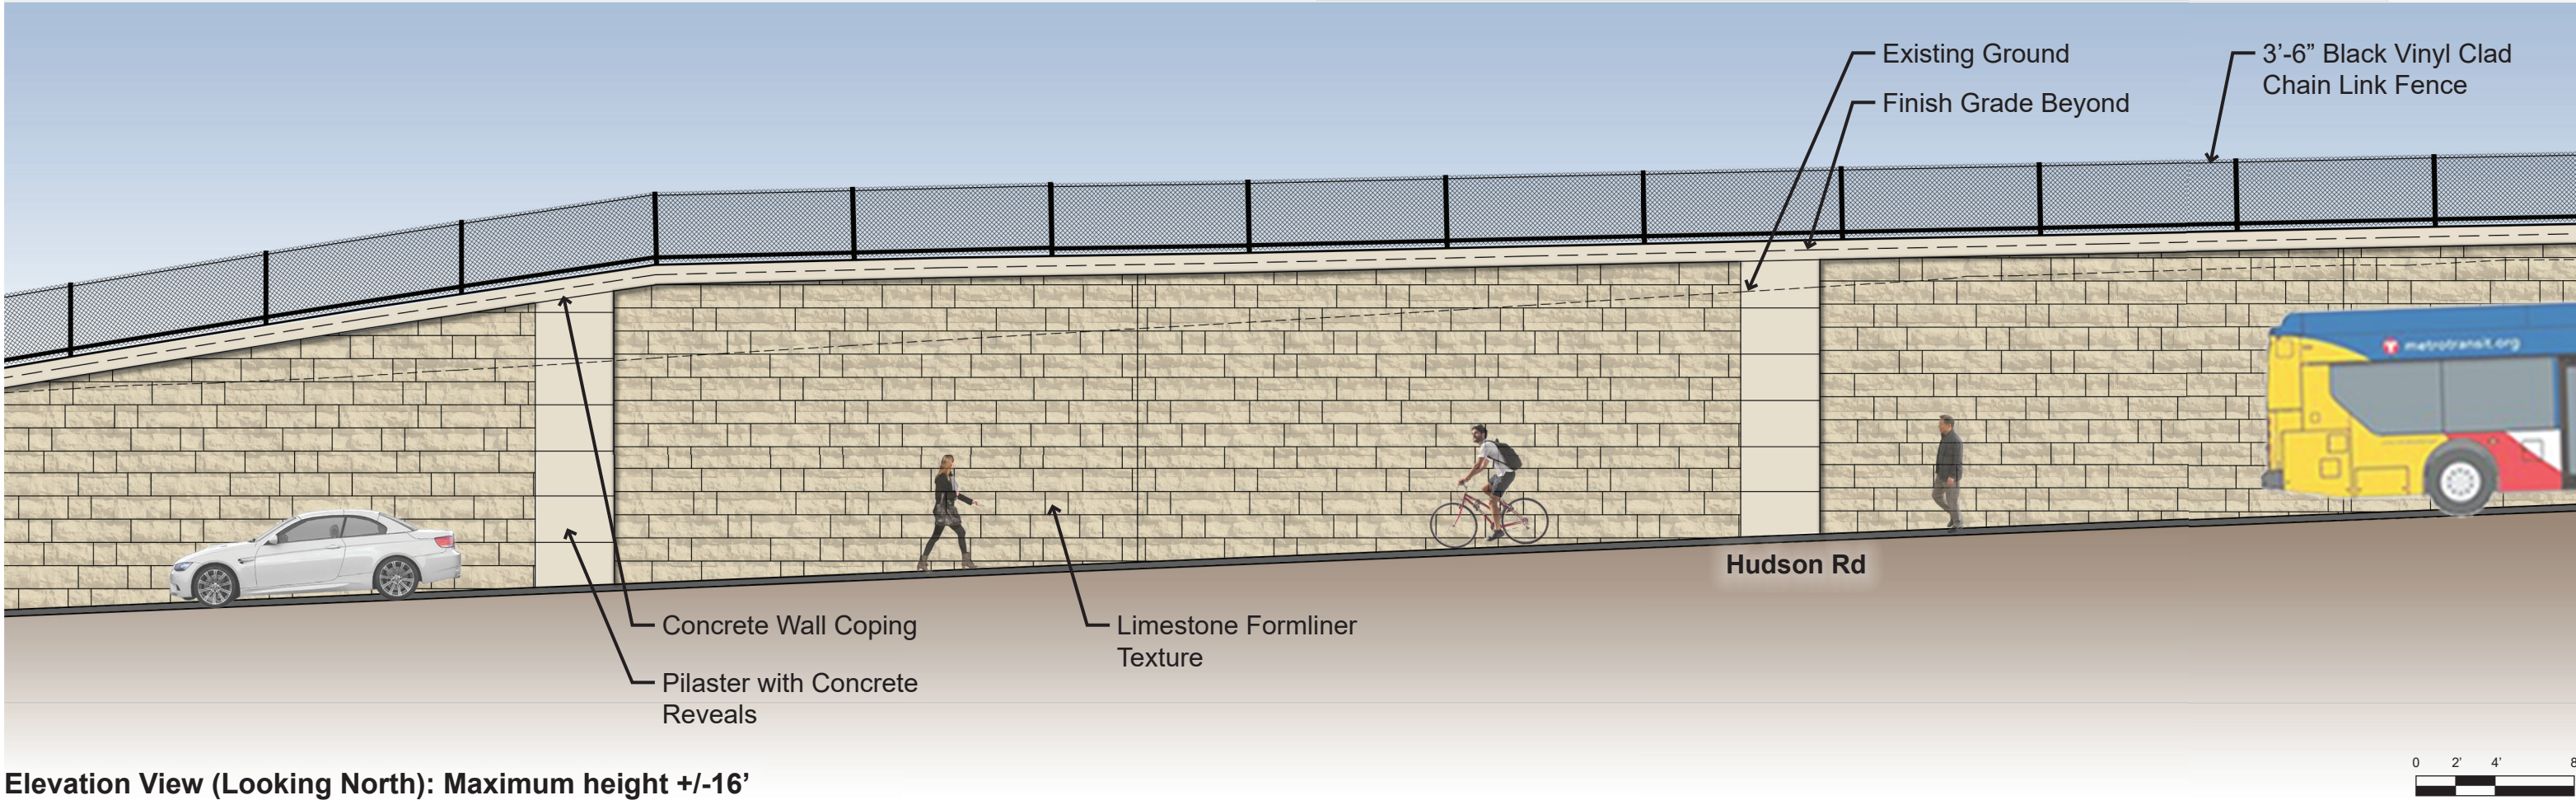 Existing Ground
Finish Grade Beyond
3’-6” Black Vinyl Clad
Chain Link Fence
metrotransit.org
Hudson Rd
Concrete Wall Coping
Pilaster with Concrete
Reveals
Limestone Formliner
Texture
Elevation View (Looking North): Maximum height +/-16’
0 2’ 4’ 8